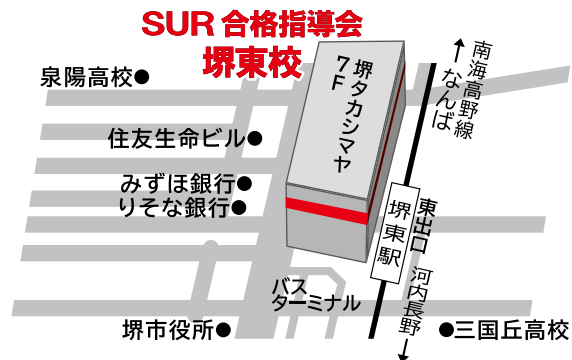 SUR 合格指導会
堺東校
泉陽高校
堺タカシマヤ
7F
南海高野線
なんば
住友生命ビル
みずほ銀行
りそな銀行
堺東駅
東出口
河内長野
バス
ターミナル
堺市役所
三国丘高校